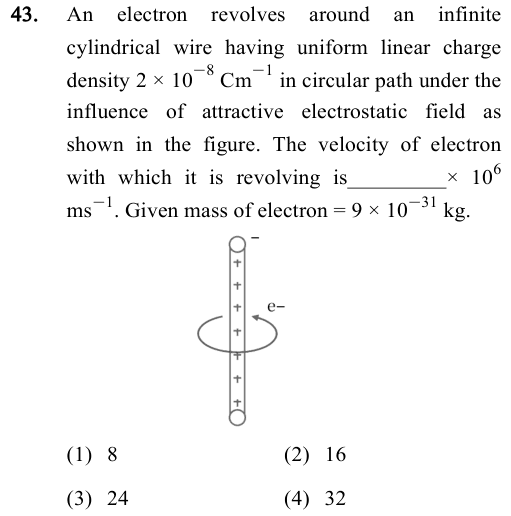 43. An electron revolves around an infinite
cylindrical wire having uniform linear charge
density 2 × 10⁻⁸ Cm⁻¹ in circular path under the
influence of attractive electrostatic field as
shown in the figure. The velocity of electron
with which it is revolving is_________× 10⁶
ms⁻¹. Given mass of electron = 9 × 10⁻³¹ kg.
−
+
+
+ e−
+
+
+
+
(1) 8 (2) 16
(3) 24 (4) 32